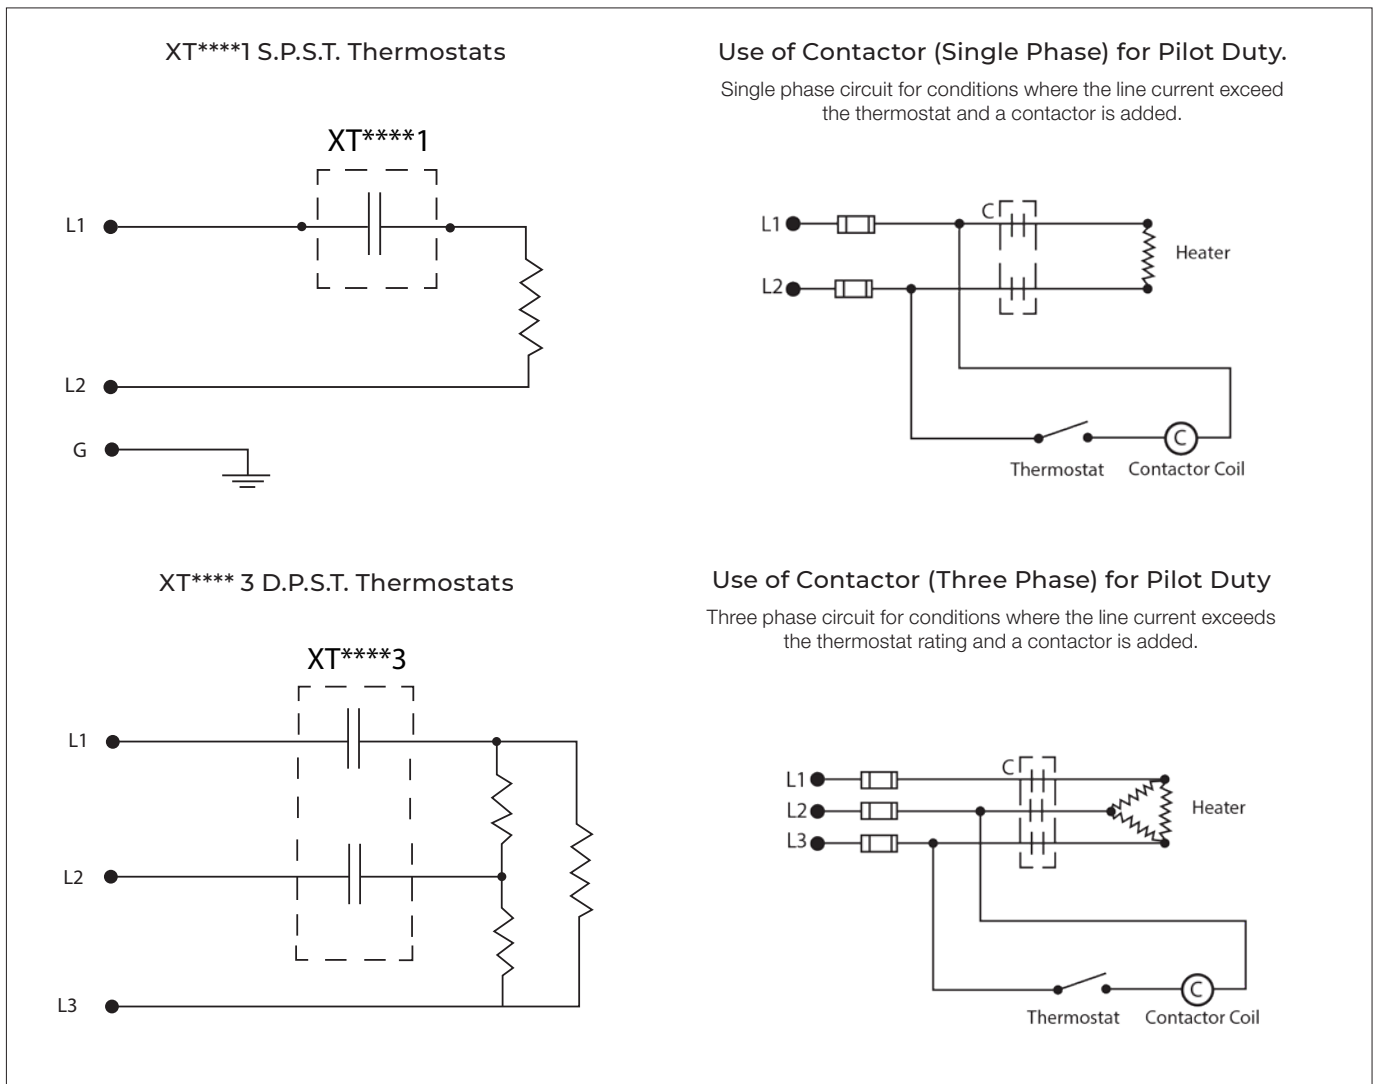 XT****1 S.P.S.T. Thermostats
XT****1
L1
L2
G
Use of Contactor (Single Phase) for Pilot Duty.
Single phase circuit for conditions where the line current exceed
the thermostat and a contactor is added.
C
L1
Heater
L2
C
Thermostat
Contactor Coil
XT**** 3 D.P.S.T. Thermostats
XT****3
L1
L2
L3
Use of Contactor (Three Phase) for Pilot Duty
Three phase circuit for conditions where the line current exceeds
the thermostat rating and a contactor is added.
C
L1
L2
Heater
L3
C
Thermostat
Contactor Coil